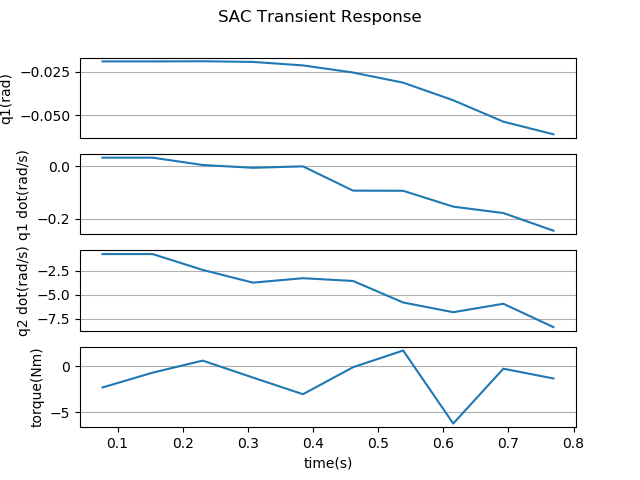 SAC Transient Response
q1(rad)
−0.025
−0.050
q1 dot(rad/s)
0.0
−0.2
q2 dot(rad/s)
−2.5
−5.0
−7.5
torque(Nm)
0
−5
0.1 0.2 0.3 0.4 0.5 0.6 0.7 0.8
time(s)